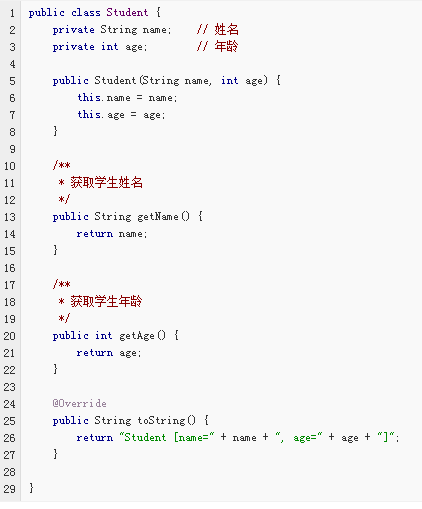 1 public class Student {
2 private String name; // 姓名
3 private int age; // 年龄
4
5 public Student(String name, int age) {
6 this.name = name;
7 this.age = age;
8 }
9
10 /**
11 * 获取学生姓名
12 */
13 public String getName() {
14 return name;
15 }
16
17 /**
18 * 获取学生年龄
19 */
20 public int getAge() {
21 return age;
22 }
23
24 @Override
25 public String toString() {
26 return "Student [name=" + name + ", age=" + age + "]";
27 }
28
29 }